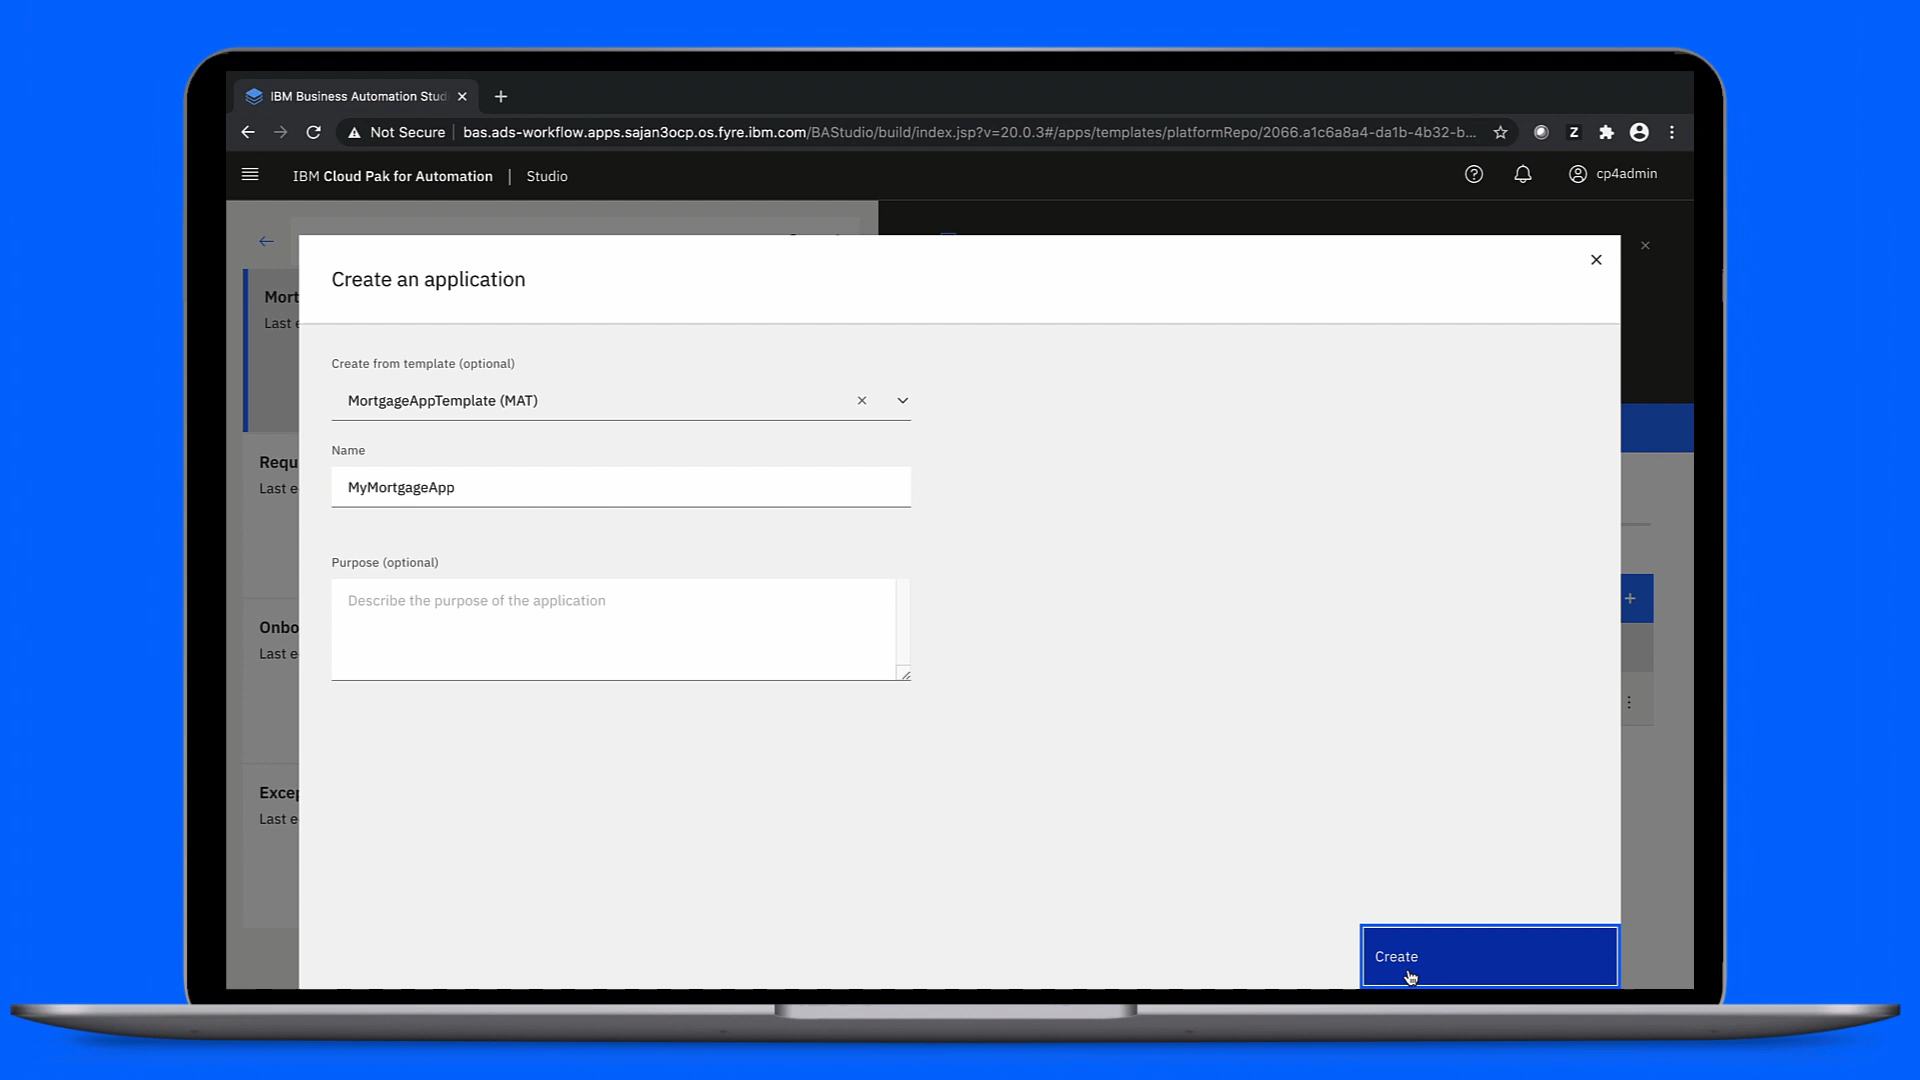 IBM Business Automation Stud
Not Secure
bas.ads-workflow.apps.sajan3ocp.os.fyre.ibm.com/BAStudio/build/index.jsp?v=20.0.3#/apps/templates/platformRepo/2066.a1c6a8a4-da1b-4b32-b...
Z
IBM Cloud Pak for Automation | Studio
cp4admin
Mort
Last e
Requ
Last e
Onbo
Last e
Excep
Last e
Create an application
Create from template (optional)
MortgageAppTemplate (MAT)
Name
MyMortgageApp
Purpose (optional)
Describe the purpose of the application
Create